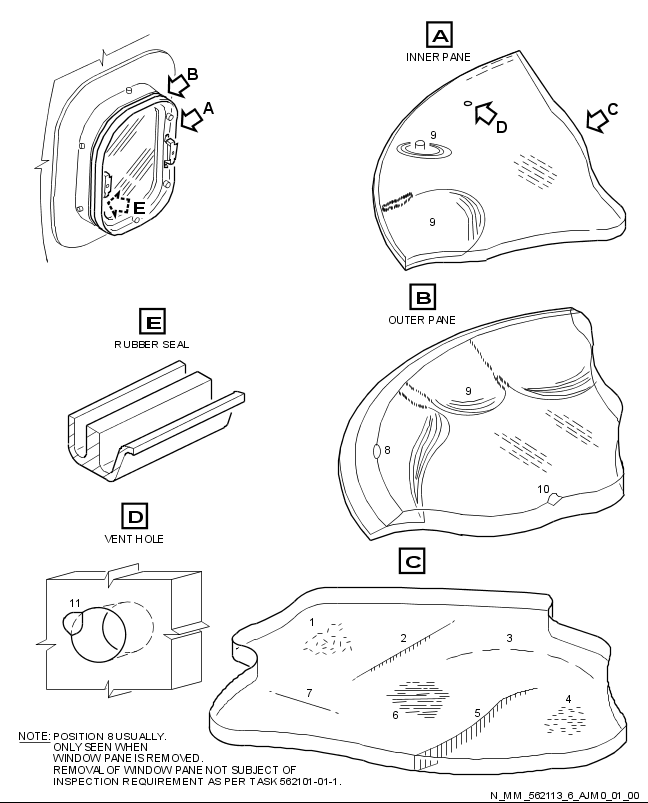 A
INNER PANE
B
A
C
D
9
E
9
B
OUTER PANE
E
RUBBER SEAL
9
8
10
D
VENT HOLE
C
11
1
2
3
7
6
5
4
NOTE: POSITION 8 USUALLY.
ONLY SEEN WHEN
WINDOW PANE IS REMOVED.
REMOVAL OF WINDOW PANE NOT SUBJECT OF
INSPECTION REQUIREMENT AS PER TASK 562101-01-1.
N_MM_562113_6_AJM0_01_00